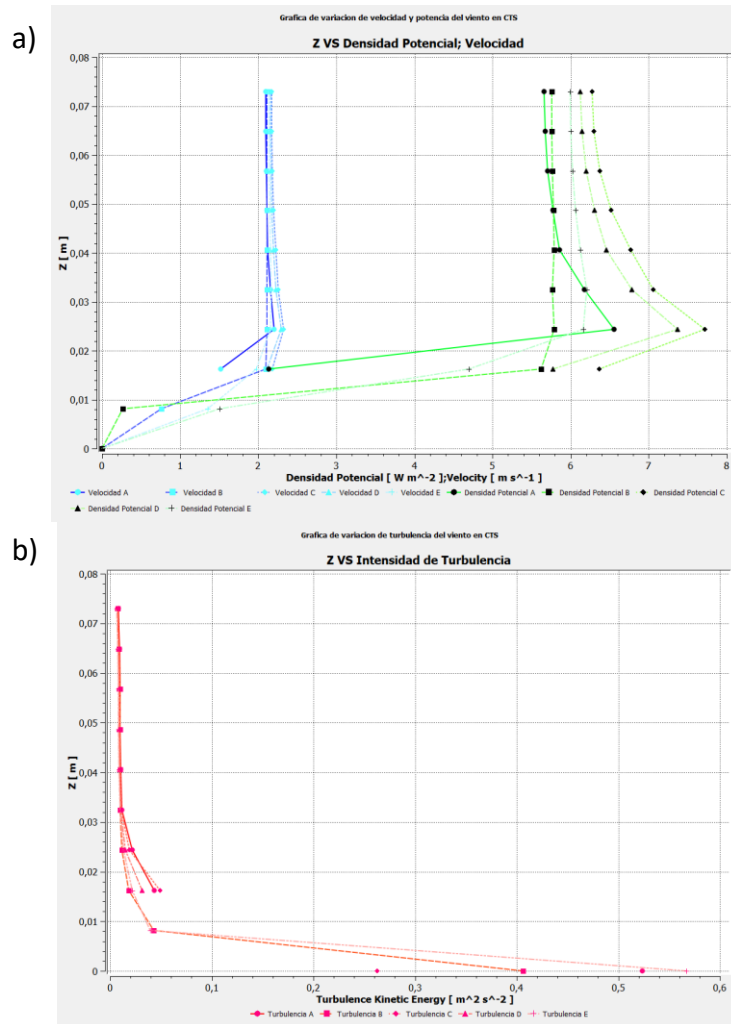 a)
Grafica de variacion de velocidad y potencia del viento en CTS
Z VS Densidad Potencial; Velocidad
0,08
0,07
0,06
0,05
0,04
0,03
0,02
0,01
0
Z [ m ]
0 1 2 3 4 5 6 7 8
Densidad Potencial [ W m^-2 ];Velocity [ m s^-1 ]
Velocidad A Velocidad B Velocidad C Velocidad D Velocidad E Densidad Potencial A Densidad Potencial B Densidad Potencial C
Densidad Potencial D Densidad Potencial E
b)
Grafica de variacion de turbulencia del viento en CTS
Z VS Intensidad de Turbulencia
0,08
0,07
0,06
0,05
0,04
0,03
0,02
0,01
0
Z [ m ]
0 0,1 0,2 0,3 0,4 0,5 0,6
Turbulence Kinetic Energy [ m^2 s^-2 ]
Turbulencia A Turbulencia B Turbulencia C Turbulencia D Turbulencia E